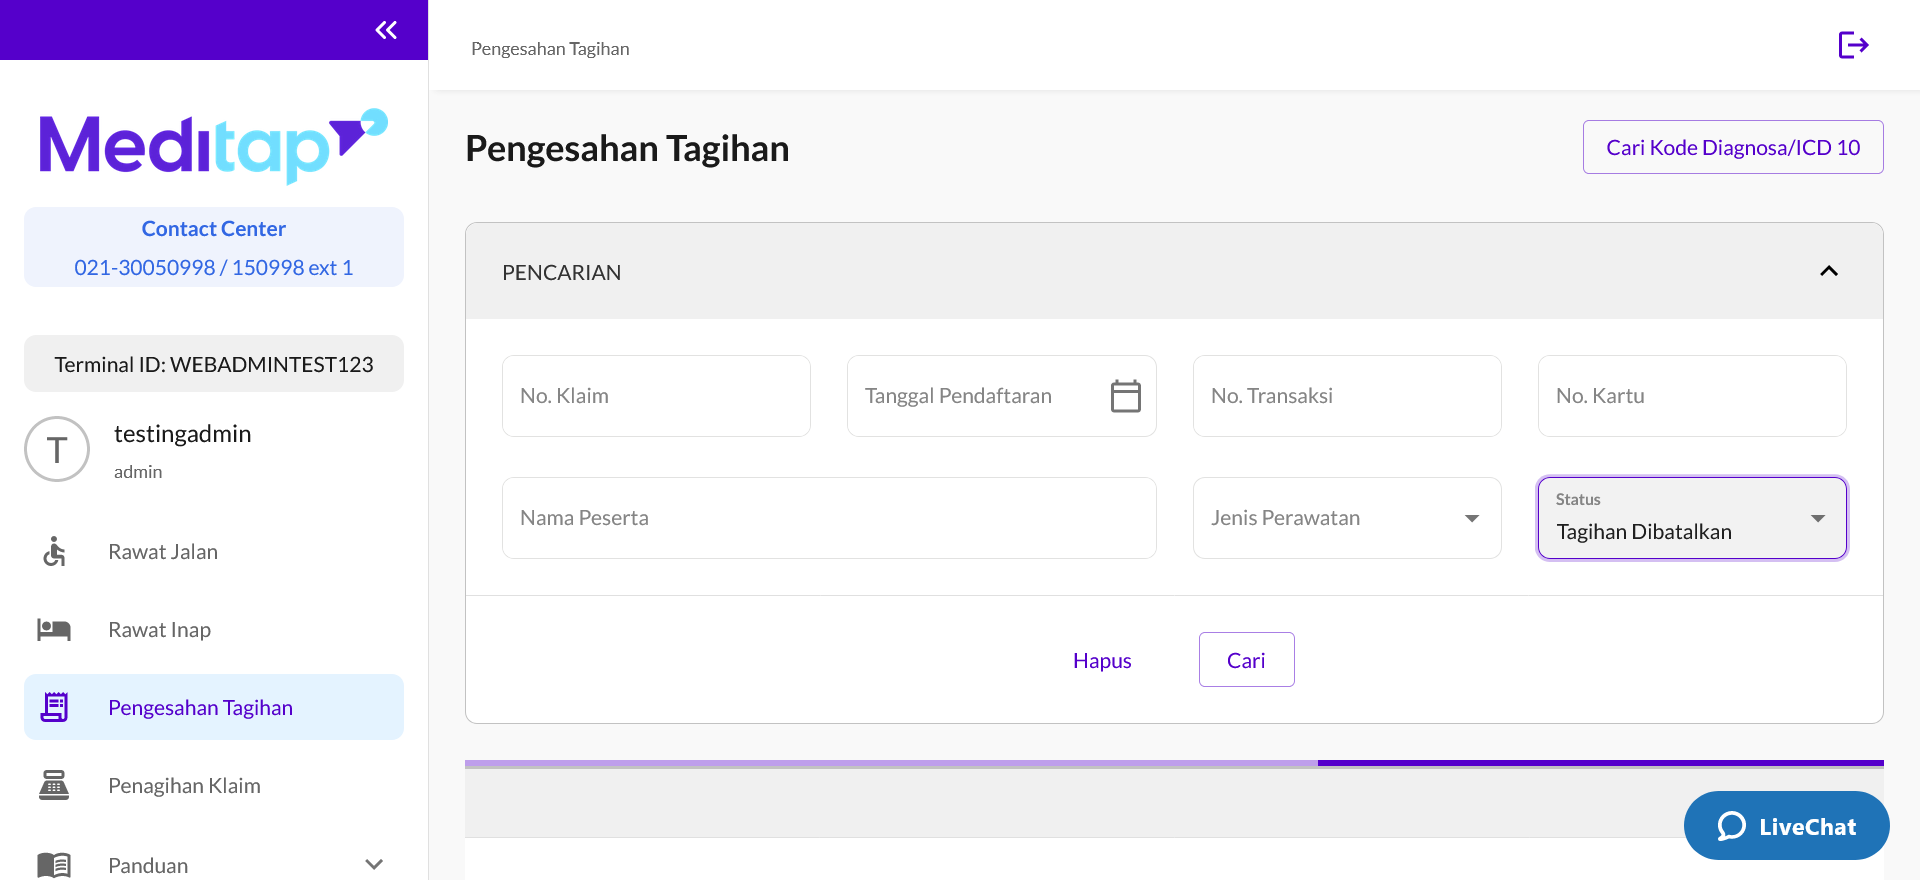 Pengesahan Tagihan
Meditap
Contact Center
021-30050998 / 150998 ext 1
Terminal ID: WEBADMINTEST123
T
testingadmin
admin
Rawat Jalan
Rawat Inap
Pengesahan Tagihan
Penagihan Klaim
Panduan
Pengesahan Tagihan
Cari Kode Diagnosa/ICD 10
PENCARIAN
No. Klaim
Tanggal Pendaftaran
No. Transaksi
No. Kartu
Nama Peserta
Jenis Perawatan
Status
Tagihan Dibatalkan
Hapus
Cari
LiveChat